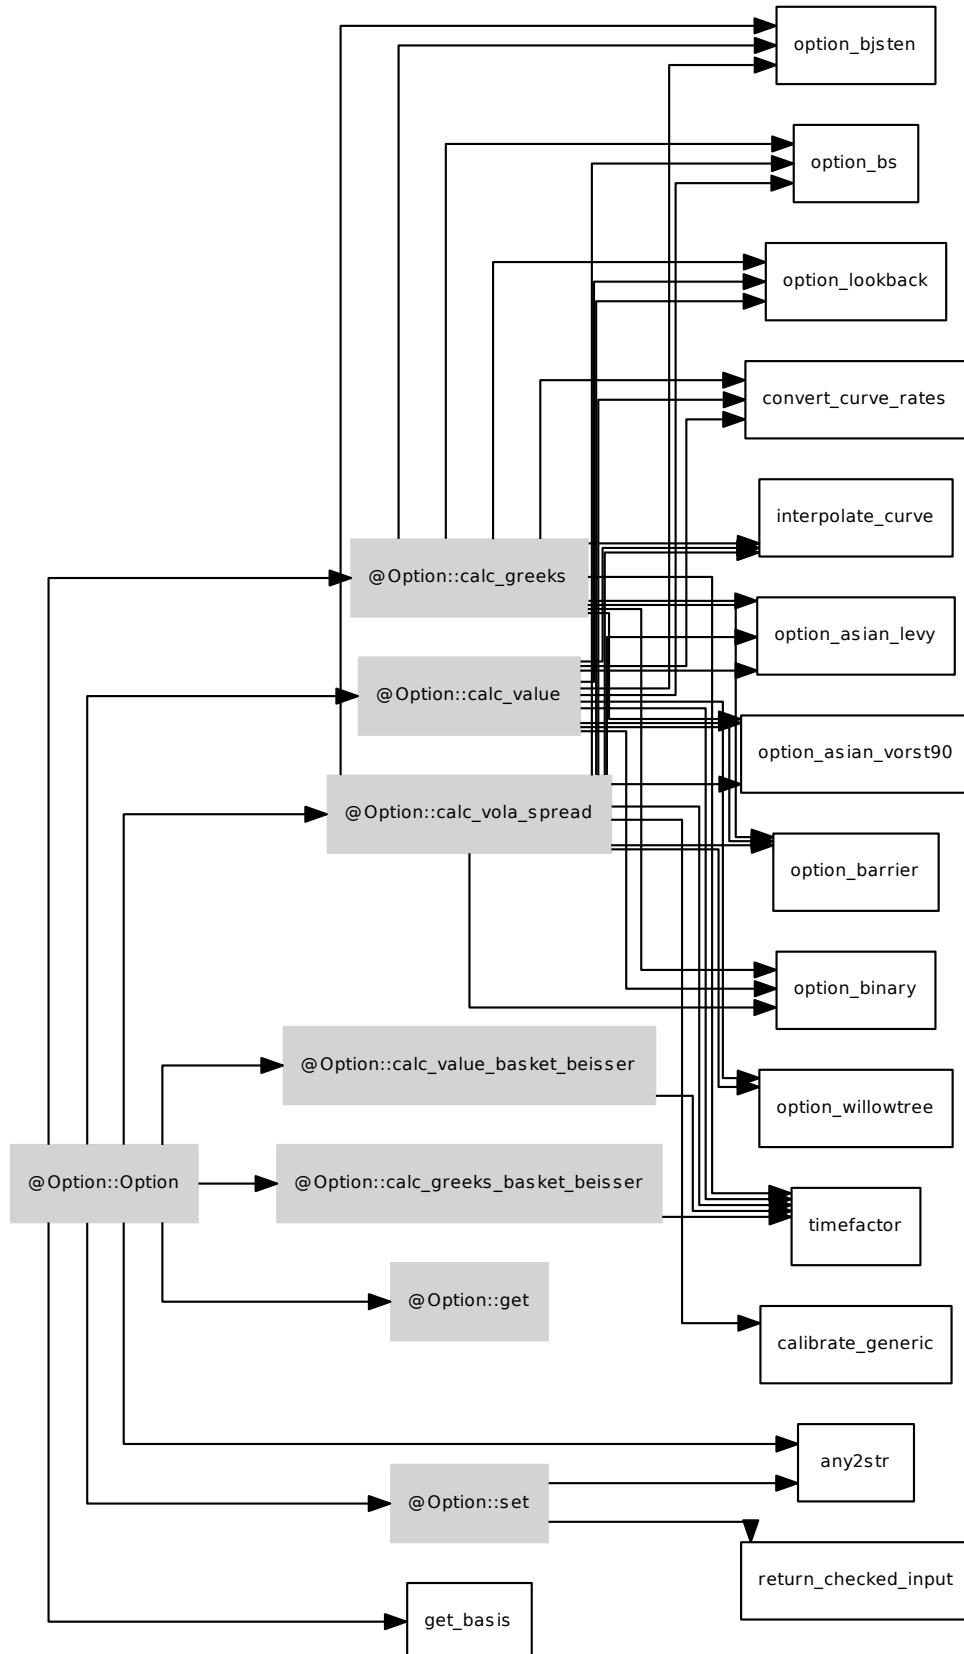 option_bjsten
option_bs
option_lookback
convert_curve_rates
interpolate_curve
@Option::calc_greeks
option_asian_levy
@Option::calc_value
option_asian_vorst90
@Option::calc_vola_spread
option_barrier
option_binary
@Option::calc_value_basket_beisser
option_willowtree
@Option::Option
@Option::calc_greeks_basket_beisser
timefactor
@Option::get
calibrate_generic
any2str
@Option::set
return_checked_input
get_basis